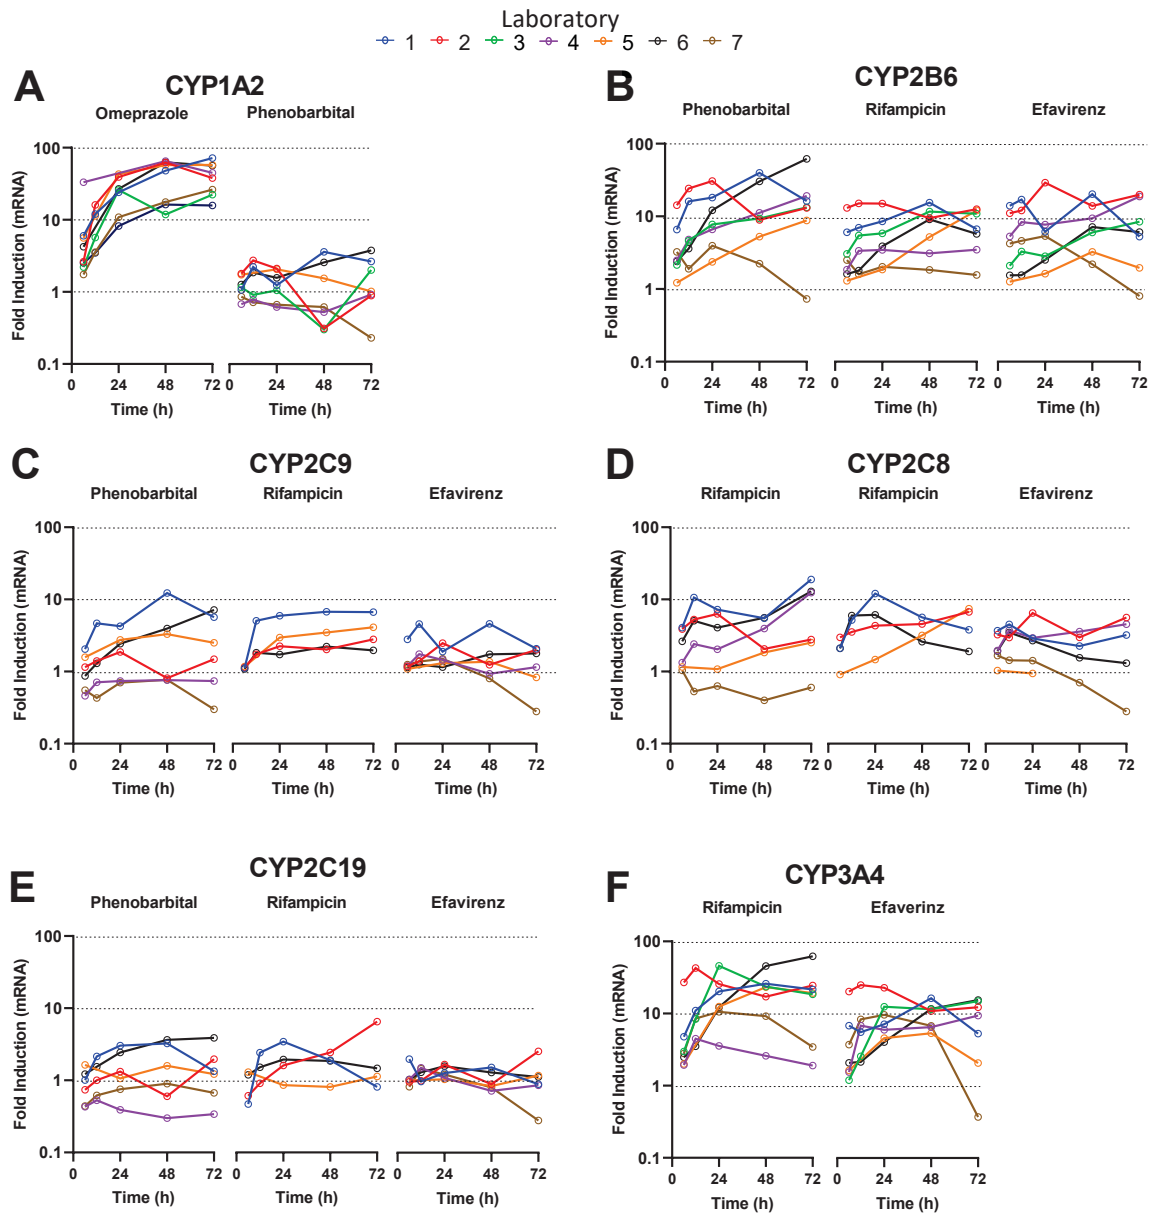 Laboratory
1 2 3 4 5 6 7
A
CYP1A2
Omeprazole Phenobarbital
Fold Induction (mRNA)
100
10
1
0.1
0 24 48 72 0 24 48 72
Time (h) Time (h)
B
CYP2B6
Phenobarbital Rifampicin Efavirenz
Fold Induction (mRNA)
100
10
1
0.1
0 24 48 72 0 24 48 72 0 24 48 72
Time (h) Time (h) Time (h)
C
CYP2C9
Phenobarbital Rifampicin Efavirenz
Fold Induction (mRNA)
100
10
1
0.1
0 24 48 72 0 24 48 72 0 24 48 72
Time (h) Time (h) Time (h)
D
CYP2C8
Rifampicin Rifampicin Efavirenz
Fold Induction (mRNA)
100
10
1
0.1
0 24 48 72 0 24 48 72 0 24 48 72
Time (h) Time (h) Time (h)
E
CYP2C19
Phenobarbital Rifampicin Efavirenz
Fold Induction (mRNA)
100
10
1
0.1
0 24 48 72 0 24 48 72 0 24 48 72
Time (h) Time (h) Time (h)
F
CYP3A4
Rifampicin Efaverinz
Fold Induction (mRNA)
100
10
1
0.1
0 24 48 72 0 24 48 72
Time (h) Time (h)